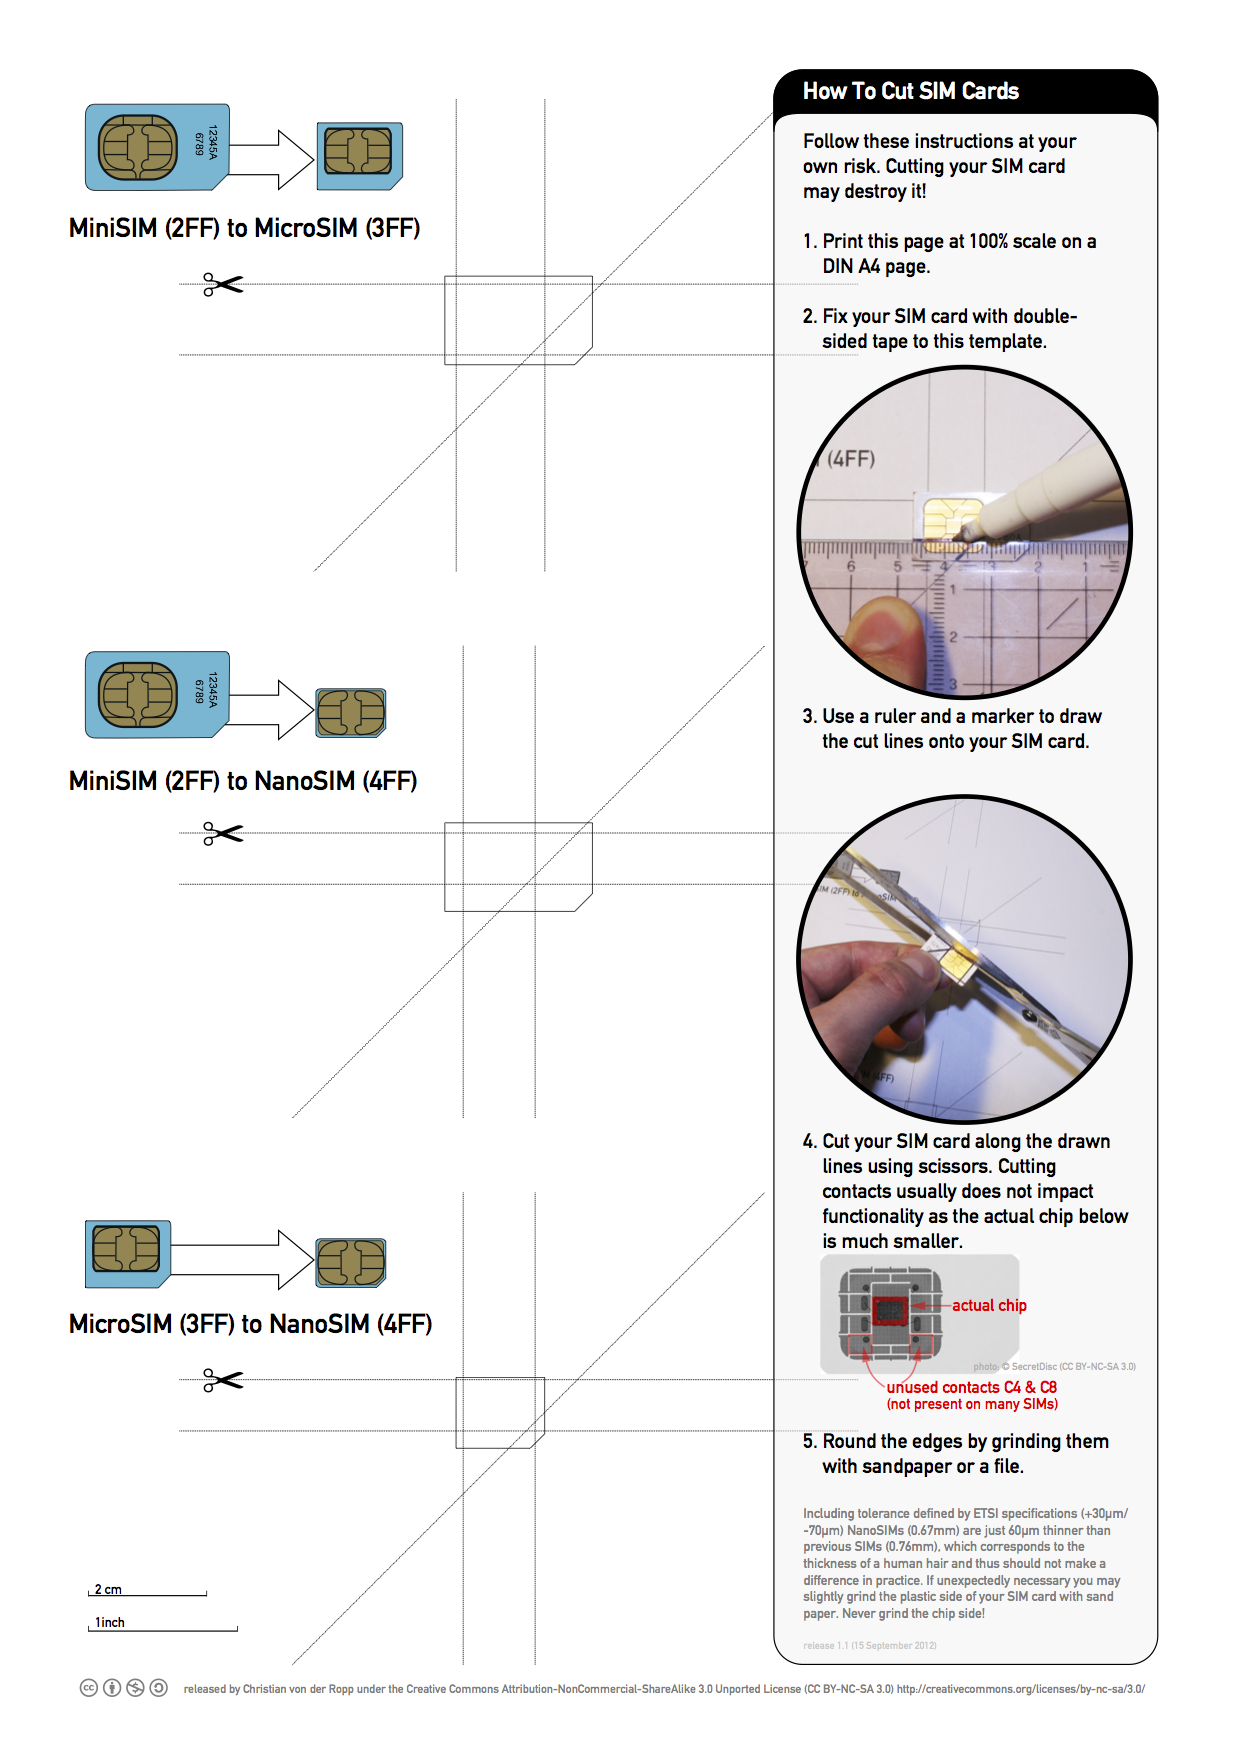 12345A
6789
MiniSIM (2FF) to MicroSIM (3FF)
12345A
6789
MiniSIM (2FF) to NanoSIM (4FF)
MicroSIM (3FF) to NanoSIM (4FF)
2 cm
1inch
How To Cut SIM Cards
Follow these instructions at your
own risk. Cutting your SIM card
may destroy it!
1. Print this page at 100% scale on a
DIN A4 page.
2. Fix your SIM card with double-
sided tape to this template.
(4FF)
6 5 4 3 2 1
1
2
3
3. Use a ruler and a marker to draw
the cut lines onto your SIM card.
(2FF) to
4. Cut your SIM card along the drawn
lines using scissors. Cutting
contacts usually does not impact
functionality as the actual chip below
is much smaller.
actual chip
photo: © SecretDisc (CC BY-NC-SA 3.0)
unused contacts C4 & C8
(not present on many SIMs)
5. Round the edges by grinding them
with sandpaper or a file.
Including tolerance defined by ETSI specifications (+30µm/
-70µm) NanoSIMs (0.67mm) are just 60µm thinner than
previous SIMs (0.76mm), which corresponds to the
thickness of a human hair and thus should not make a
difference in practice. If unexpectedly necessary you may
slightly grind the plastic side of your SIM card with sand
paper. Never grind the chip side!
release 1.1 (15 September 2012)
cc
released by Christian von der Ropp under the Creative Commons Attribution-NonCommercial-ShareAlike 3.0 Unported License (CC BY-NC-SA 3.0) http://creativecommons.org/licenses/by-nc-sa/3.0/